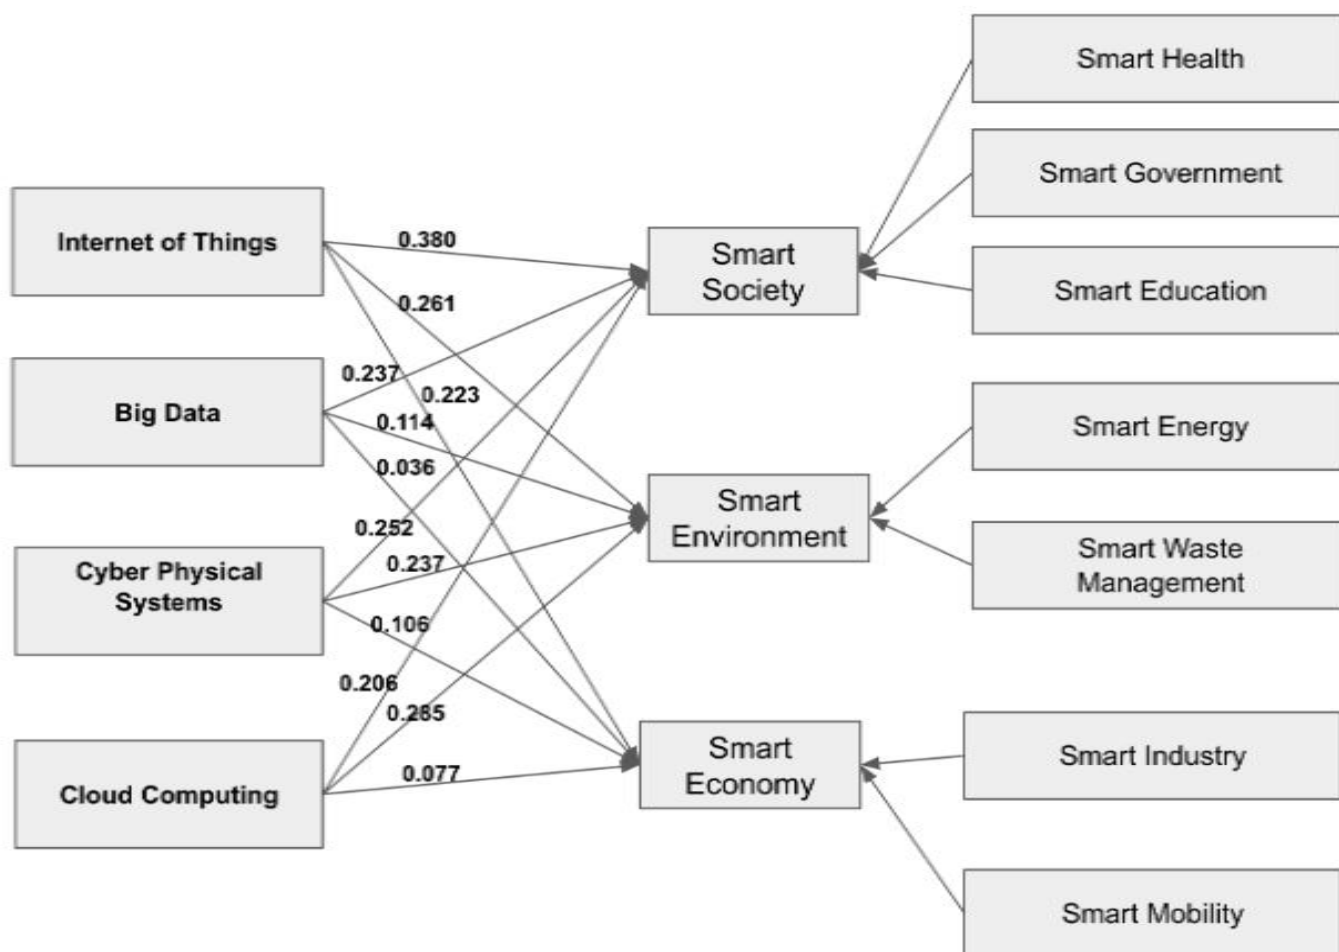 Internet of Things
Big Data
Cyber Physical
Systems
Cloud Computing
0.380
0.261
0.237
0.223
0.114
0.036
0.252
0.237
0.106
0.206
0.285
0.077
Smart
Society
Smart
Environment
Smart
Economy
Smart Health
Smart Government
Smart Education
Smart Energy
Smart Waste
Management
Smart Industry
Smart Mobility